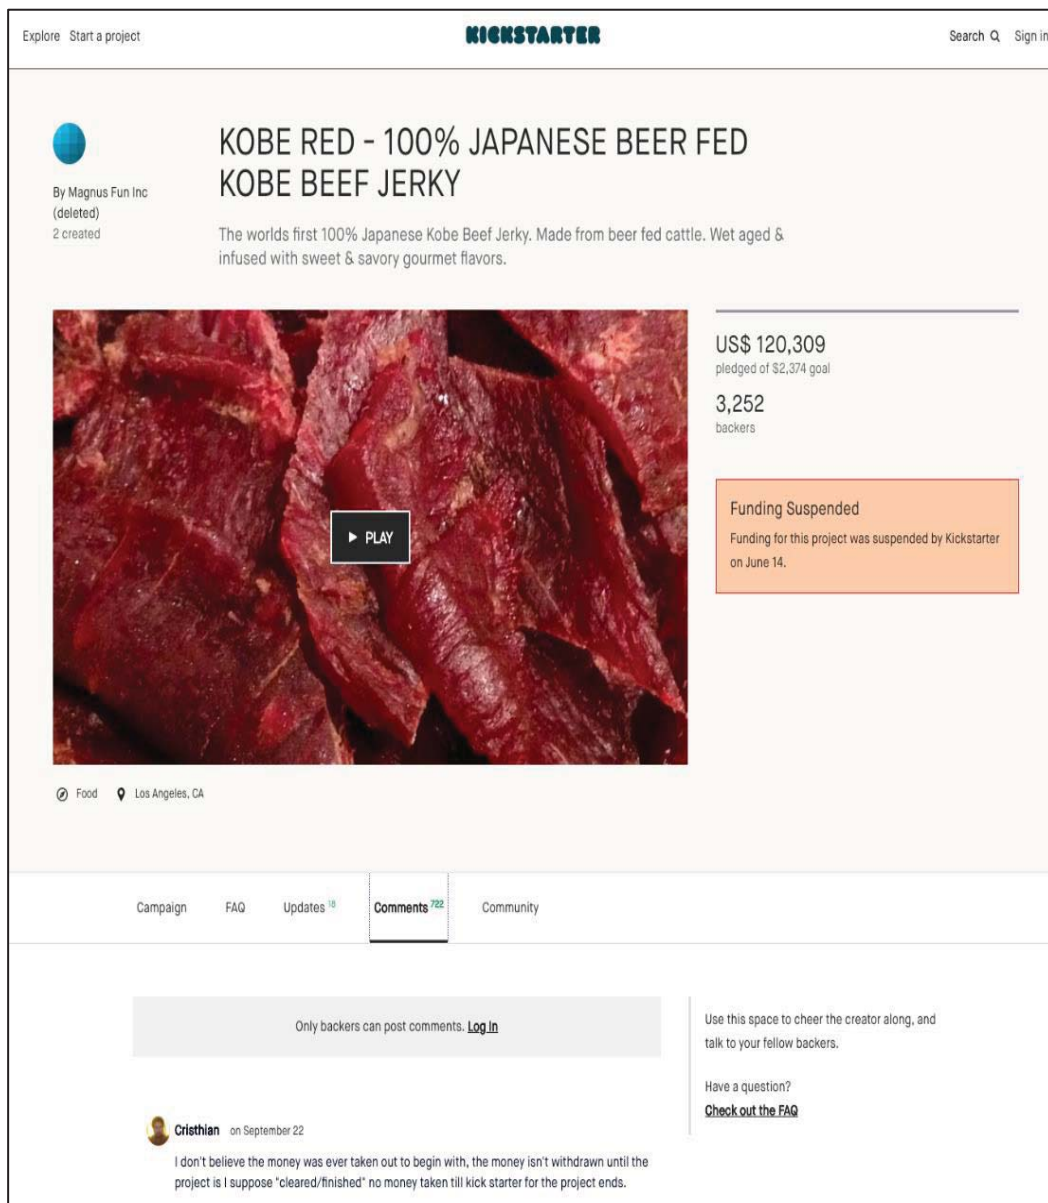 Explore Start a project
KICKSTARTER
Search Sign in
By Magnus Fun Inc
(deleted)
2 created
KOBE RED - 100% JAPANESE BEER FED
KOBE BEEF JERKY
The worlds first 100% Japanese Kobe Beef Jerky. Made from beer fed cattle. Wet aged &
infused with sweet & savory gourmet flavors.
PLAY
US$ 120,309
pledged of $2,374 goal
3,252
backers
Funding Suspended
Funding for this project was suspended by Kickstarter
on June 14.
Food Los Angeles, CA
Campaign FAQ Updates 18 Comments 722 Community
Only backers can post comments. Log In
Use this space to cheer the creator along, and
talk to your fellow backers.
Have a question?
Check out the FAQ
Cristhian on September 22
I don't believe the money was ever taken out to begin with, the money isn't withdrawn until the
project is I suppose "cleared/finished" no money taken till kick starter for the project ends.